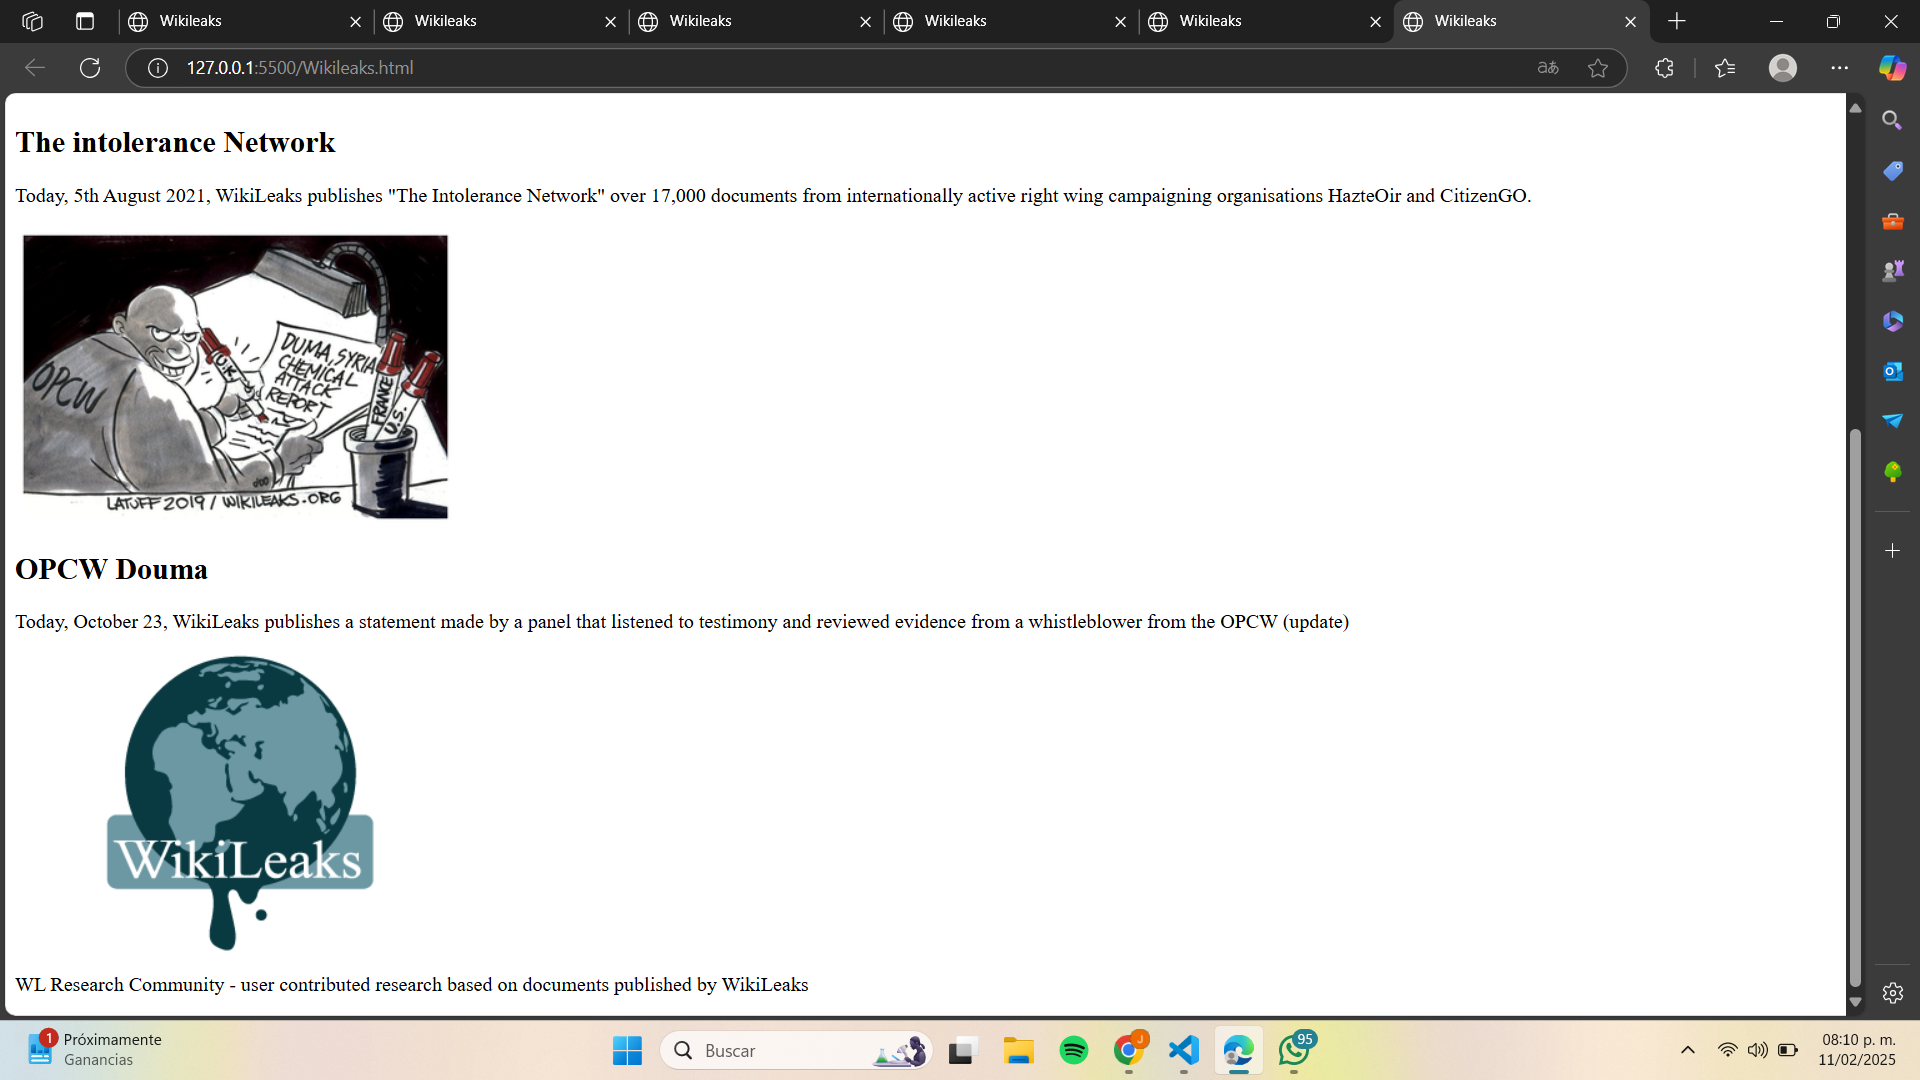 Wikileaks
Wikileaks
Wikileaks
Wikileaks
Wikileaks
Wikileaks
127.0.0.1:5500/Wikileaks.html
aあ
The intolerance Network
Today, 5th August 2021, WikiLeaks publishes "The Intolerance Network" over 17,000 documents from internationally active right wing campaigning organisations HazteOir and CitizenGO.
OPCW
U.K.
DUMA, SYRIA
CHEMICAL
ATTACK
REPORT
FRANCE
U.S.
LATUFF 2019 / WIKILEAKS.ORG
OPCW Douma
Today, October 23, WikiLeaks publishes a statement made by a panel that listened to testimony and reviewed evidence from a whistleblower from the OPCW (update)
WikiLeaks
WL Research Community - user contributed research based on documents published by WikiLeaks
1
Próximamente
Ganancias
Buscar
J
95
08:10 p. m.
11/02/2025